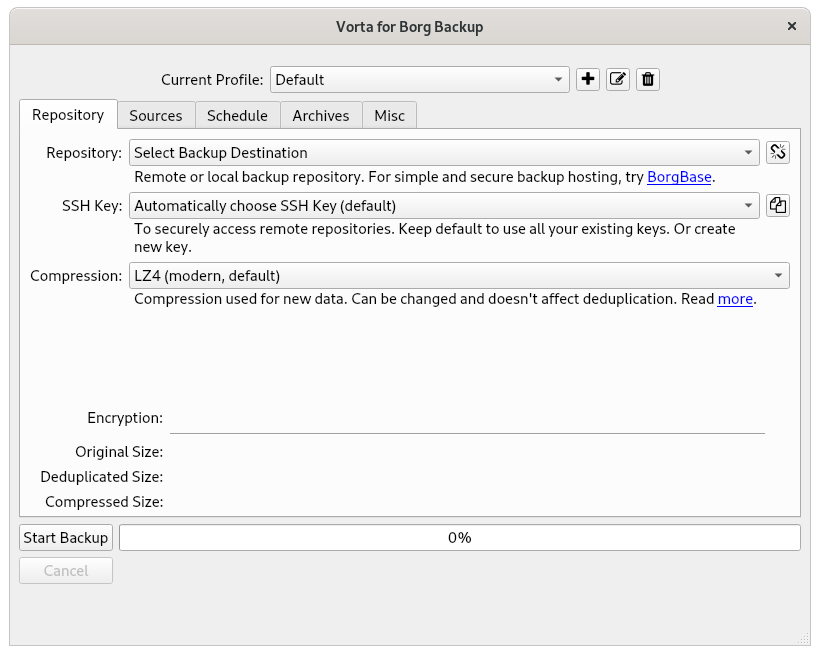 Vorta for Borg Backup
Current Profile: Default
Repository Sources Schedule Archives Misc
Repository: Select Backup Destination
Remote or local backup repository. For simple and secure backup hosting, try BorgBase.
SSH Key: Automatically choose SSH Key (default)
To securely access remote repositories. Keep default to use all your existing keys. Or create
new key.
Compression: LZ4 (modern, default)
Compression used for new data. Can be changed and doesn't affect deduplication. Read more.
Encryption:
Original Size:
Deduplicated Size:
Compressed Size:
Start Backup 0%
Cancel